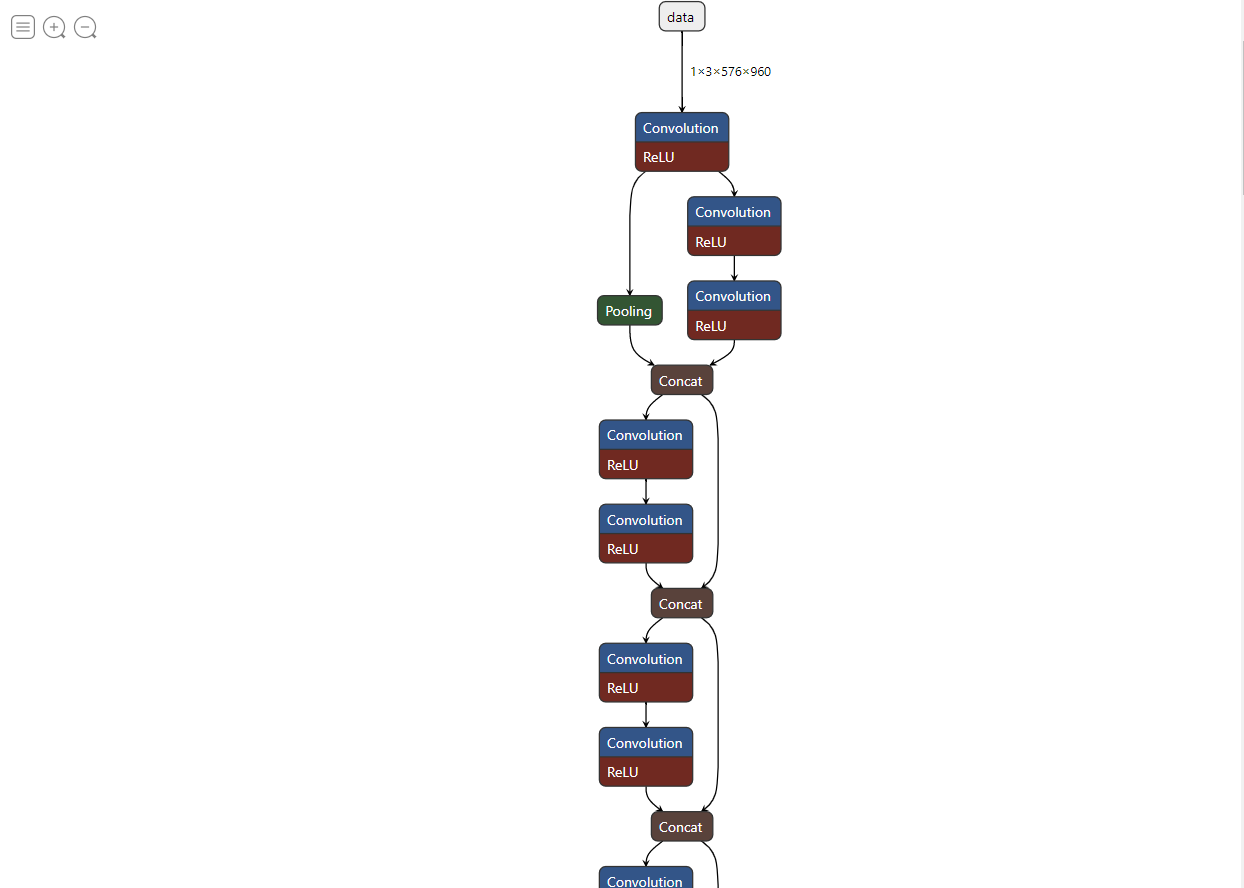 data
1×3×576×960
Convolution
ReLU
Convolution
ReLU
Convolution
ReLU
Pooling
Concat
Convolution
ReLU
Convolution
ReLU
Concat
Convolution
ReLU
Convolution
ReLU
Concat
Convolution